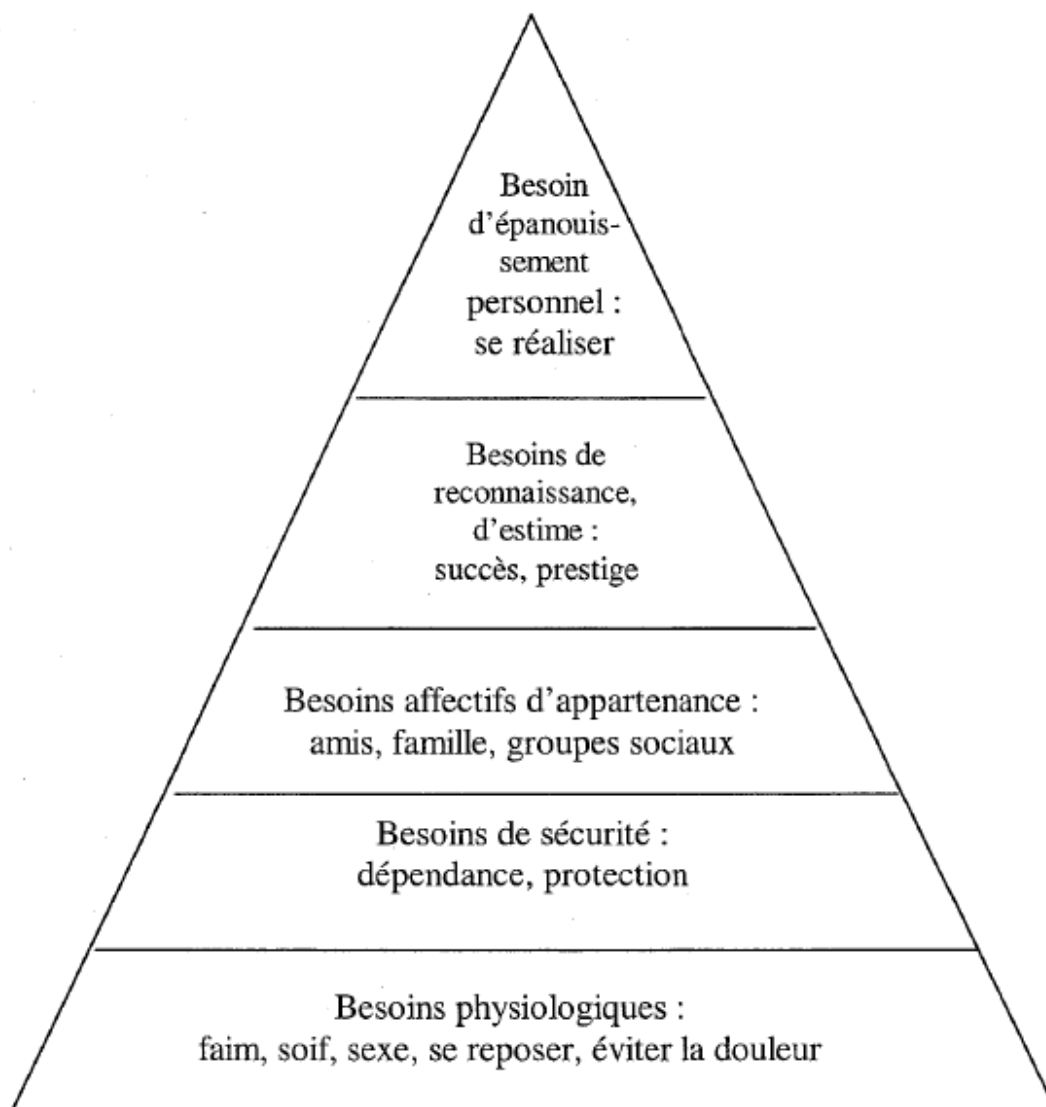 Besoin
d'épanouis-
sement
personnel :
se réaliser
Besoins de
reconnaissance,
d'estime :
succès, prestige
Besoins affectifs d'appartenance :
amis, famille, groupes sociaux
Besoins de sécurité :
dépendance, protection
Besoins physiologiques :
faim, soif, sexe, se reposer, éviter la douleur